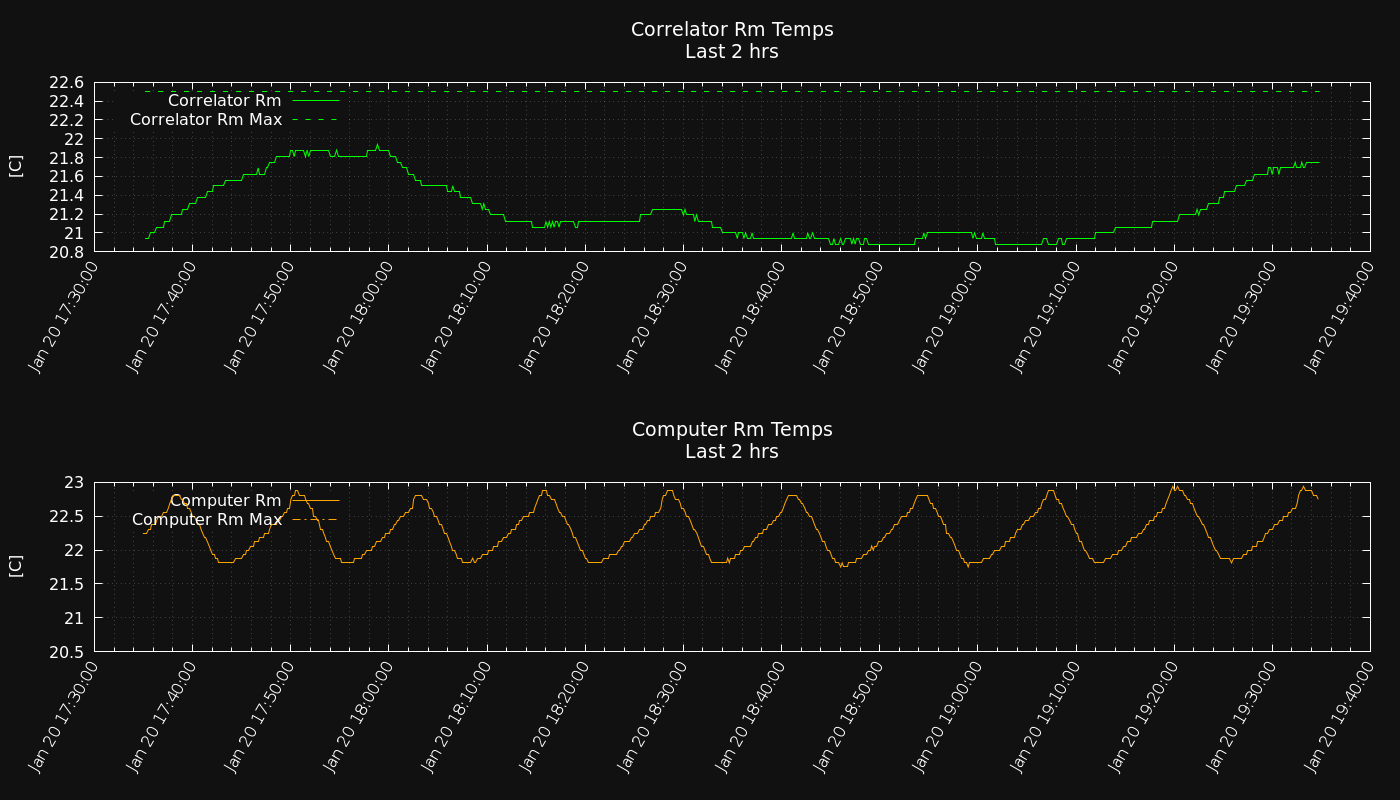 Correlator Rm Temps
Last 2 hrs
22.6
22.4
22.2
22
21.8
21.6
21.4
21.2
21
20.8
[C]
Correlator Rm
Correlator Rm Max
Jan 20 17:30:00
Jan 20 17:40:00
Jan 20 17:50:00
Jan 20 18:00:00
Jan 20 18:10:00
Jan 20 18:20:00
Jan 20 18:30:00
Jan 20 18:40:00
Jan 20 18:50:00
Jan 20 19:00:00
Jan 20 19:10:00
Jan 20 19:20:00
Jan 20 19:30:00
Jan 20 19:40:00
Computer Rm Temps
Last 2 hrs
23
22.5
22
21.5
21
20.5
[C]
Computer Rm
Computer Rm Max
Jan 20 17:30:00
Jan 20 17:40:00
Jan 20 17:50:00
Jan 20 18:00:00
Jan 20 18:10:00
Jan 20 18:20:00
Jan 20 18:30:00
Jan 20 18:40:00
Jan 20 18:50:00
Jan 20 19:00:00
Jan 20 19:10:00
Jan 20 19:20:00
Jan 20 19:30:00
Jan 20 19:40:00